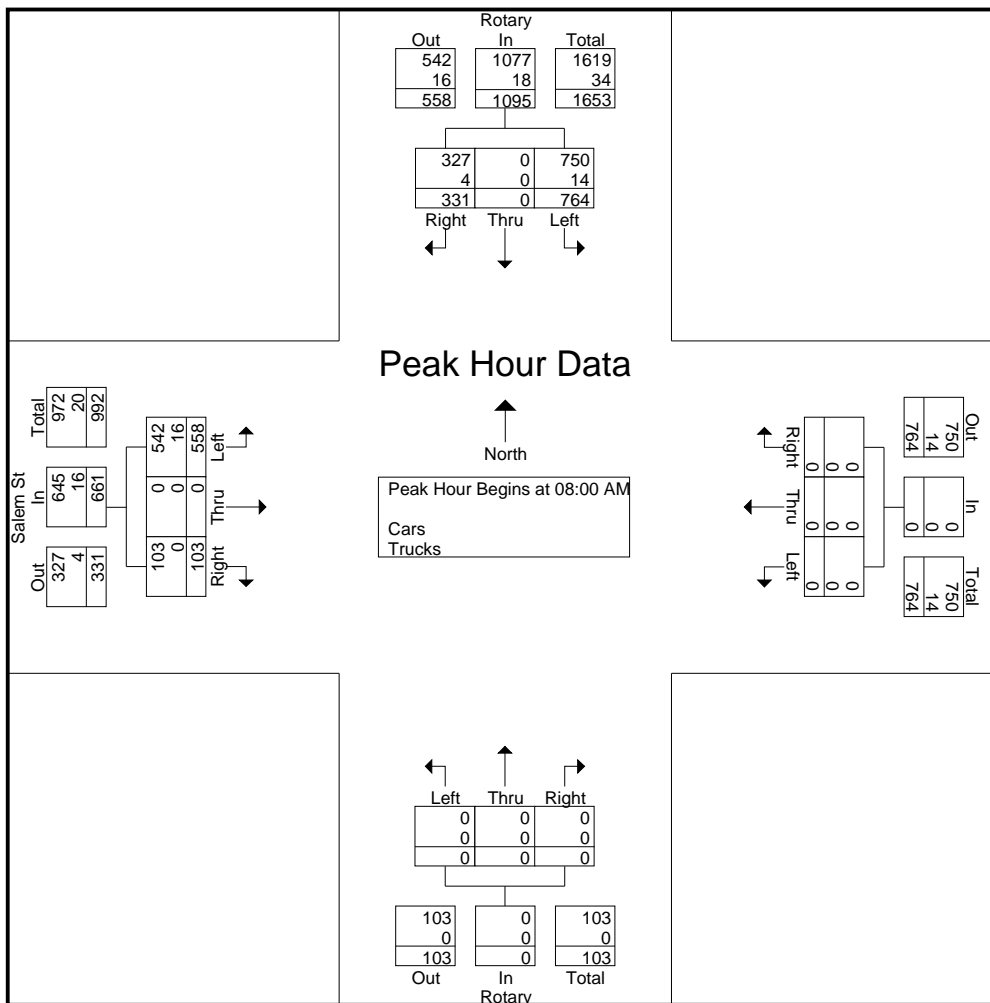 Rotary
Out In Total
542 1077 1619
16 18 34
558 1095 1653
327 0 750
4 0 14
331 0 764
Right Thru Left
Peak Hour Data
North
Peak Hour Begins at 08:00 AM
Cars
Trucks
Salem St
Total In Out
972 645 327
20 16 4
992 661 331
542 0 103
16 0 0
558 0 103
Left Thru Right
Out In Total
750 0 750
14 0 14
764 0 764
0 0 0
0 0 0
0 0 0
Right Thru Left
Left Thru Right
0 0 0
0 0 0
0 0 0
103 0 103
0 0 0
103 0 103
Out In Total
Rotary